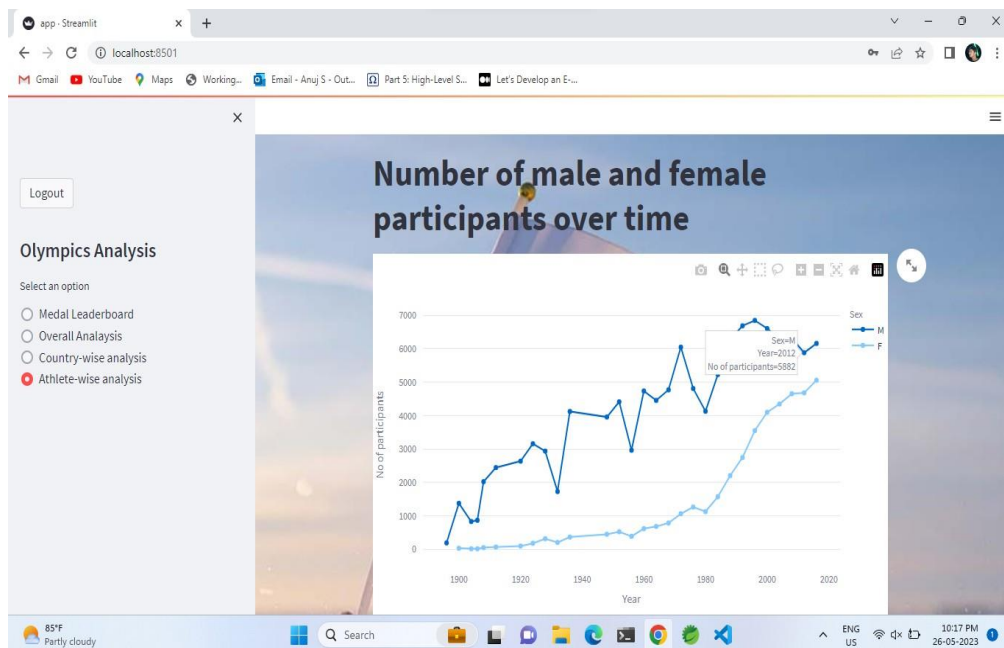 app · Streamlit
localhost:8501
Gmail YouTube Maps Working... Email - Anuj S - Out... Part 5: High-Level S... Let's Develop an E-...
Logout
Olympics Analysis
Select an option
Medal Leaderboard
Overall Analaysis
Country-wise analysis
Athlete-wise analysis
Number of male and female
participants over time
7000
6000
5000
4000
3000
2000
1000
0
No of participants
1900 1920 1940 1960 1980 2000 2020
Year
Sex
M
F
Sex=M
Year=2012
No of participants=5882
85°F
Partly cloudy
Search
ENG
US
10:17 PM
26-05-2023
1